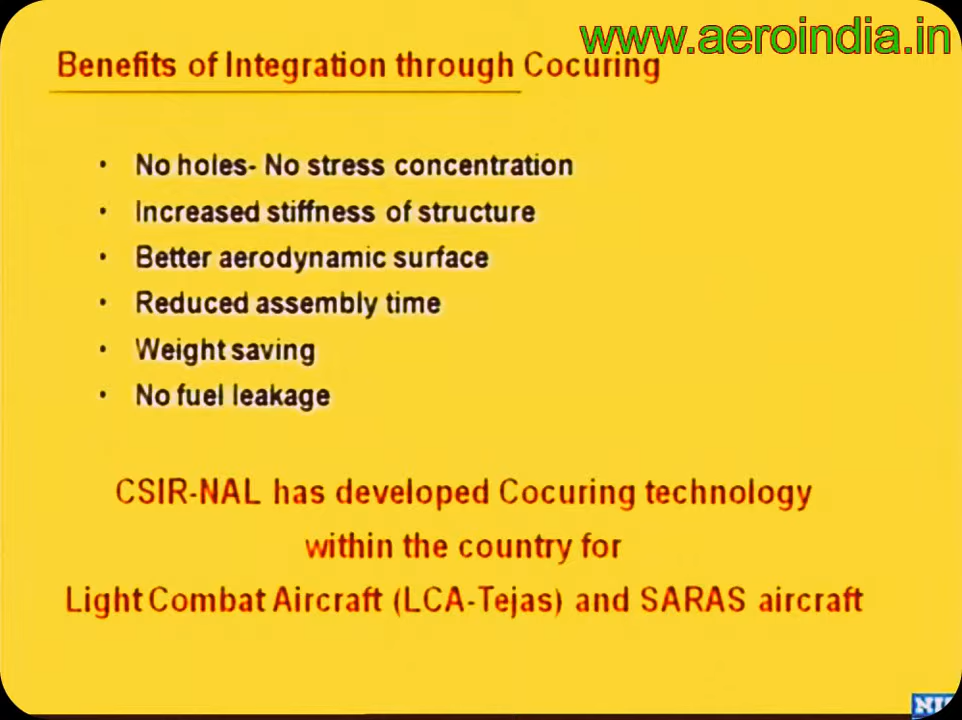 www.aeroindia.in
Benefits of Integration through Cocuring
• No holes- No stress concentration
• Increased stiffness of structure
• Better aerodynamic surface
• Reduced assembly time
• Weight saving
• No fuel leakage
CSIR-NAL has developed Cocuring technology
within the country for
Light Combat Aircraft (LCA-Tejas) and SARAS aircraft